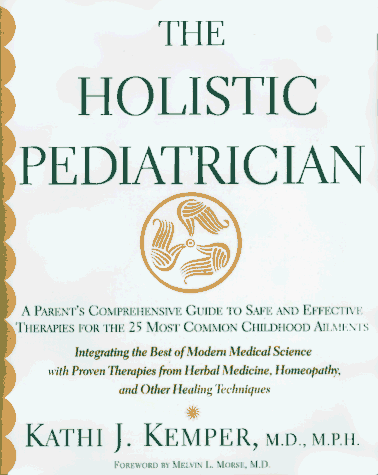 THE
HOLISTIC
PEDIATRICIAN
A PARENT'S COMPREHENSIVE GUIDE TO SAFE AND EFFECTIVE
THERAPIES FOR THE 25 MOST COMMON CHILDHOOD AILMENTS
Integrating the Best of Modern Medical Science
with Proven Therapies from Herbal Medicine, Homeopathy,
and Other Healing Techniques
KATHI J. KEMPER, M.D., M.P.H.
FOREWORD BY MELVIN L. MORSE, M.D.